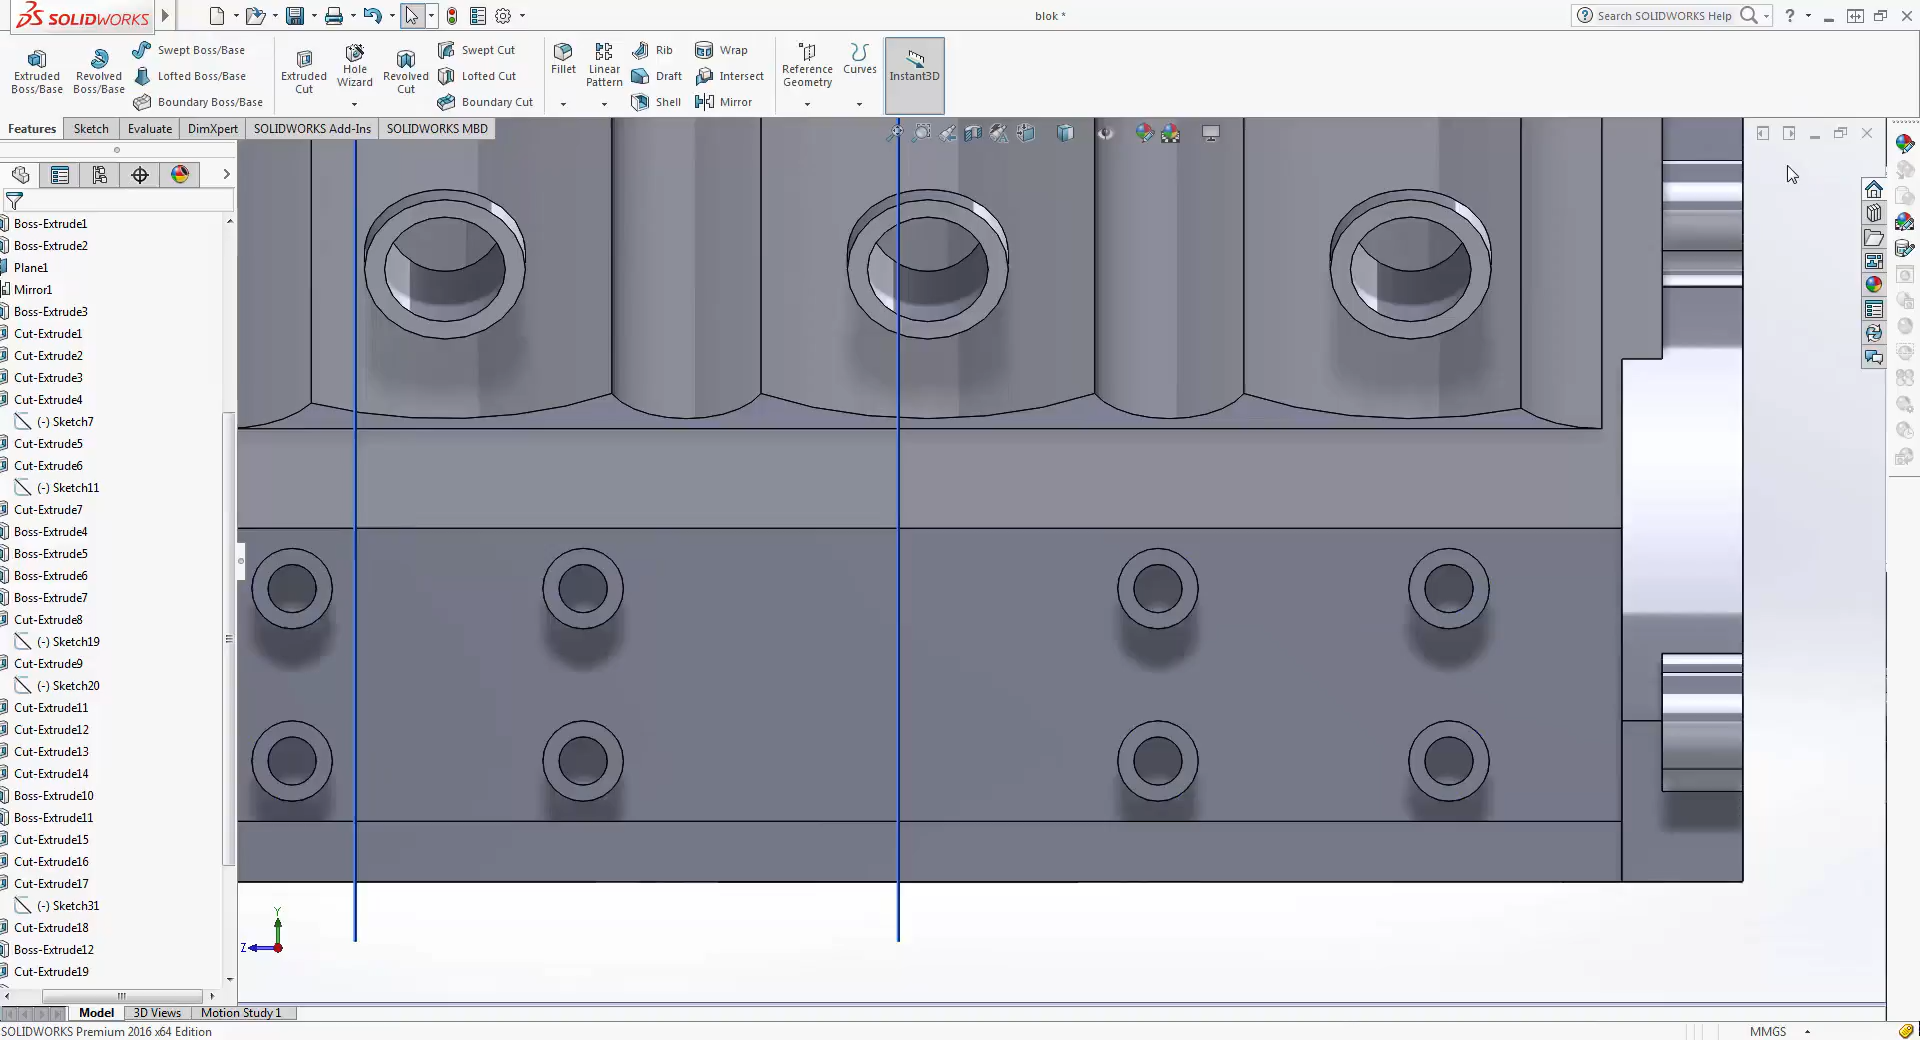 SOLIDWORKS
blok *
Search SOLIDWORKS Help
?
Extruded Boss/Base
Revolved Boss/Base
Swept Boss/Base
Lofted Boss/Base
Boundary Boss/Base
Extruded Cut
Hole Wizard
Revolved Cut
Swept Cut
Lofted Cut
Boundary Cut
Fillet
Linear Pattern
Rib
Draft
Shell
Wrap
Intersect
Mirror
Reference Geometry
Curves
Instant3D
Features
Sketch
Evaluate
DimXpert
SOLIDWORKS Add-Ins
SOLIDWORKS MBD
Boss-Extrude1
Boss-Extrude2
Plane1
Mirror1
Boss-Extrude3
Cut-Extrude1
Cut-Extrude2
Cut-Extrude3
Cut-Extrude4
(-) Sketch7
Cut-Extrude5
Cut-Extrude6
(-) Sketch11
Cut-Extrude7
Boss-Extrude4
Boss-Extrude5
Boss-Extrude6
Boss-Extrude7
Cut-Extrude8
(-) Sketch19
Cut-Extrude9
(-) Sketch20
Cut-Extrude11
Cut-Extrude12
Cut-Extrude13
Cut-Extrude14
Boss-Extrude10
Boss-Extrude11
Cut-Extrude15
Cut-Extrude16
Cut-Extrude17
(-) Sketch31
Cut-Extrude18
Boss-Extrude12
Cut-Extrude19
Y
Z
Model
3D Views
Motion Study 1
SOLIDWORKS Premium 2016 x64 Edition
MMGS